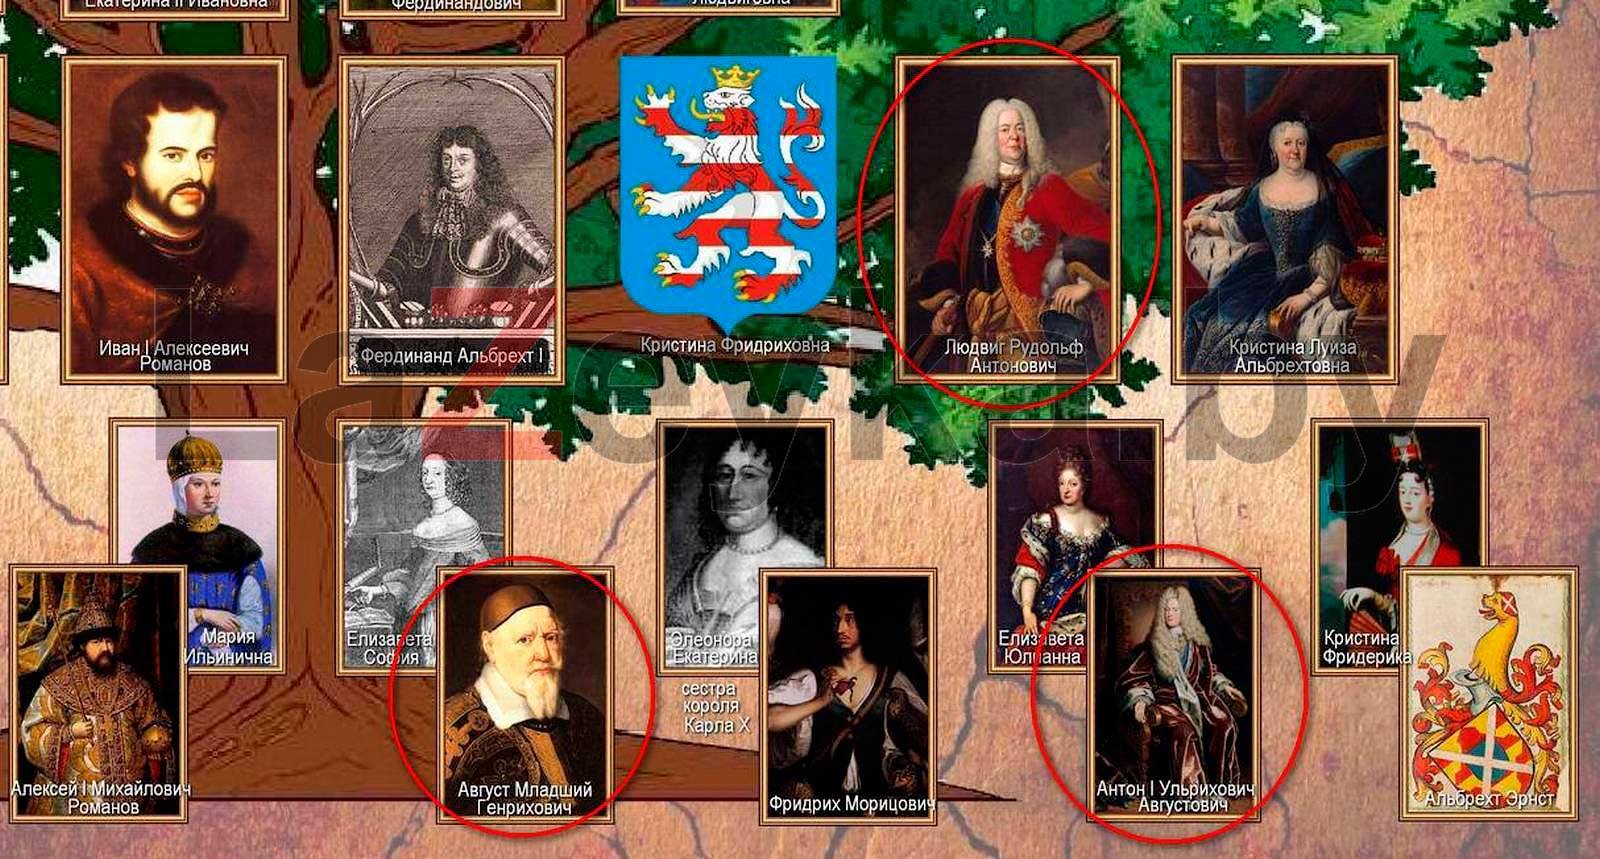 Екатерина II Ивановна
Фердинандович
Людвиговна
Иван I Алексеевич
Романов
Фердинанд Альбрехт I
Кристина Фридриховна
Людвиг Рудольф
Антонович
Кристина Луиза
Альбрехтовна
LaZeyka.by
Мария
Ильинична
Елизавета
София
Элеонора
Екатерина
сестра
короля
Карла X
Елизавета
Юлианна
Кристина
Фридерика
Алексей I Михайлович
Романов
Август Младший
Генрихович
Фридрих Морицович
Антон I Ульрихович
Августович
Альбрехт Эрнст